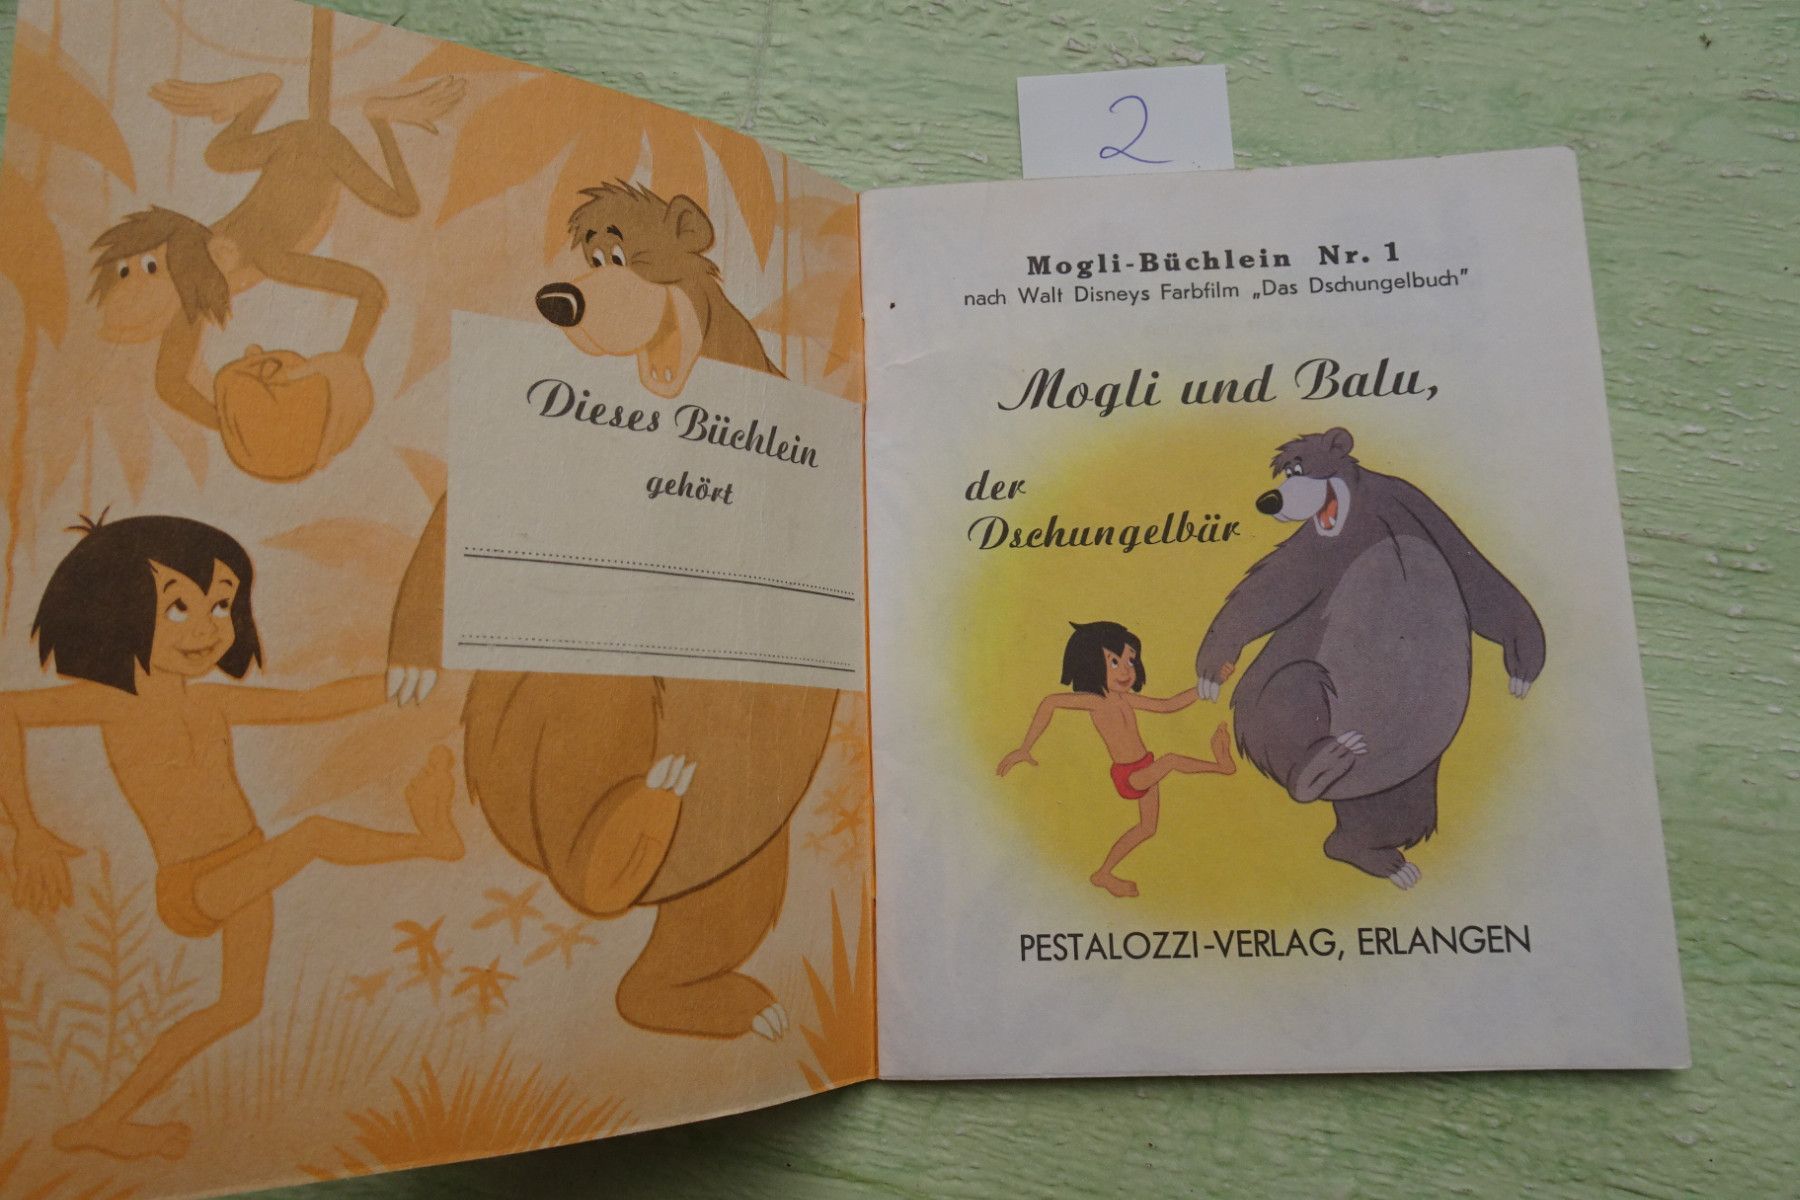 2
Dieses Büchlein
gehört
Mogli-Büchlein Nr. 1
nach Walt Disneys Farbfilm „Das Dschungelbuch"
Mogli und Balu,
der
Dschungelbär
PESTALOZZI-VERLAG, ERLANGEN